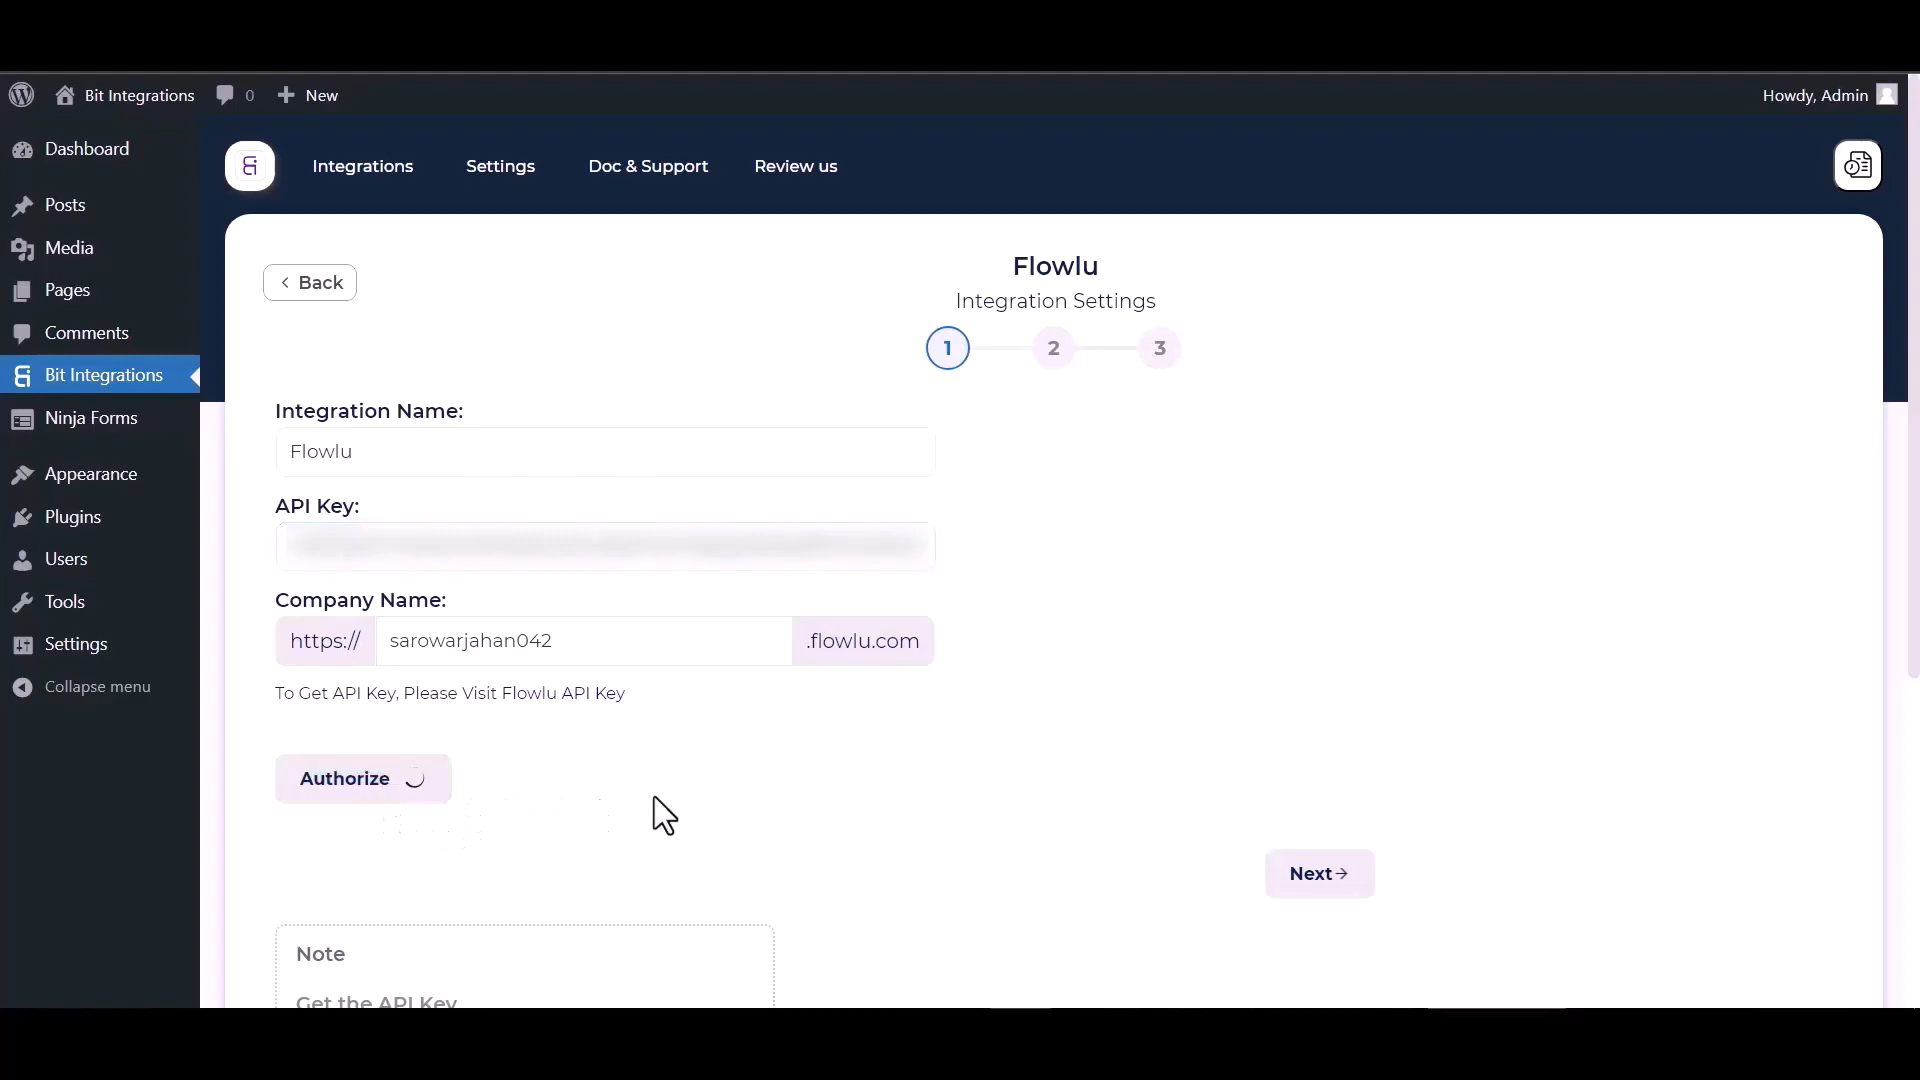 Bit Integrations
0
New
Howdy, Admin
Dashboard
Posts
Media
Pages
Comments
Bit Integrations
Ninja Forms
Appearance
Plugins
Users
Tools
Settings
Collapse menu
Integrations
Settings
Doc & Support
Review us
Back
Flowlu
Integration Settings
1
2
3
Integration Name:
Flowlu
API Key:
Company Name:
https://
sarowarjahan042
.flowlu.com
To Get API Key, Please Visit Flowlu API Key
Authorize
Next
Note
Get the API Key